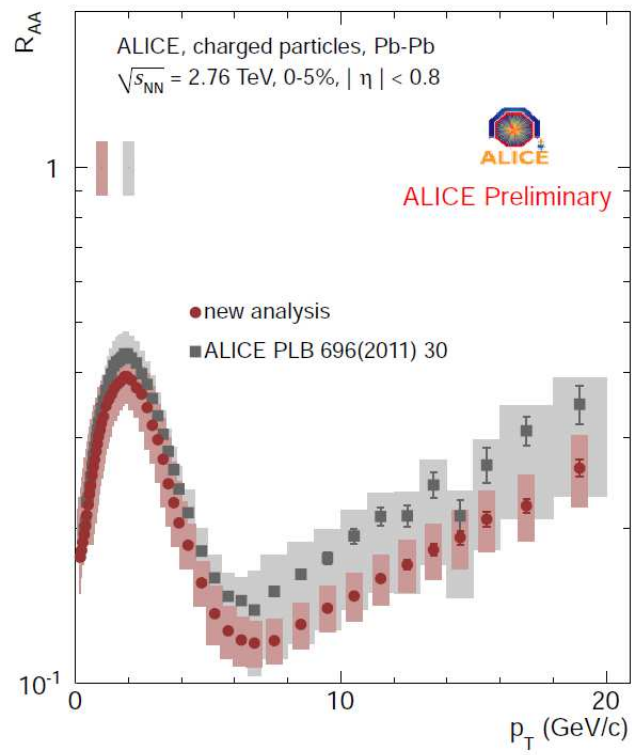 R_AA
ALICE, charged particles, Pb-Pb
√s_NN = 2.76 TeV, 0-5%, | η | < 0.8
ALICE
1
ALICE Preliminary
new analysis
ALICE PLB 696(2011) 30
10^-1
0 10 20
p_T (GeV/c)